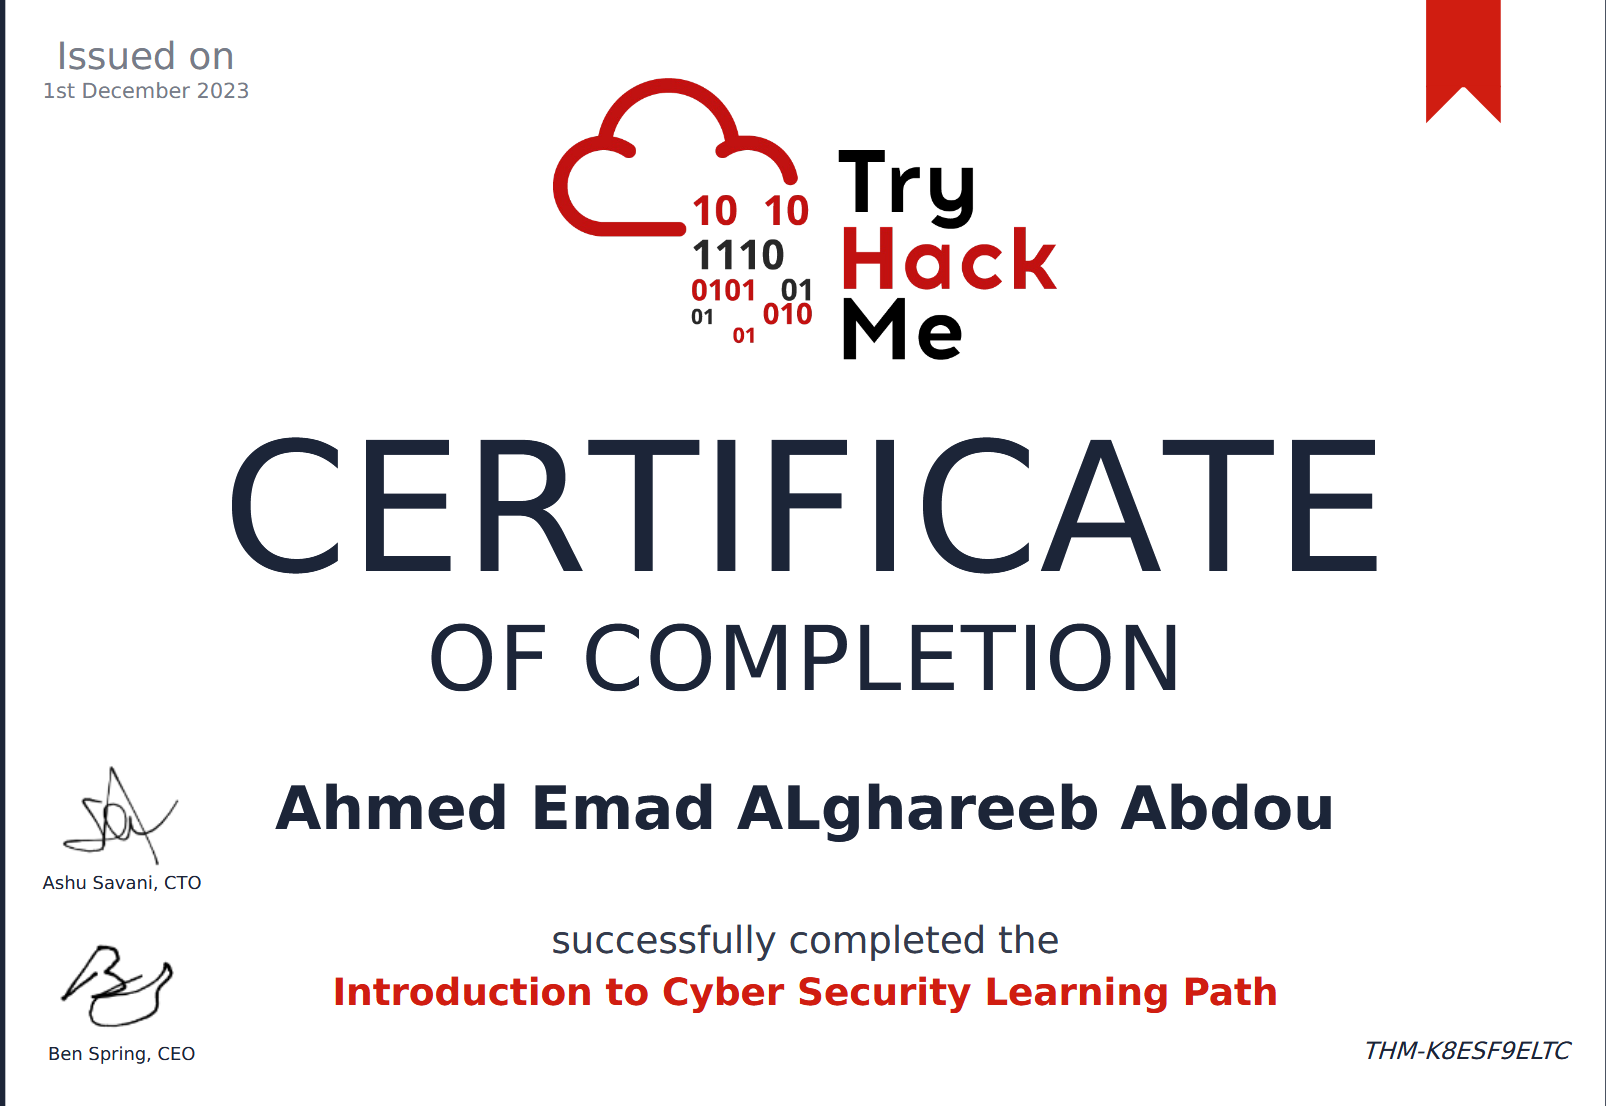 Issued on
1st December 2023
10 10
1110
0101 01
01 010
01
Try
Hack
Me
CERTIFICATE
OF COMPLETION
Ahmed Emad ALghareeb Abdou
Ashu Savani, CTO
successfully completed the
Introduction to Cyber Security Learning Path
Ben Spring, CEO
THM-K8ESF9ELTC